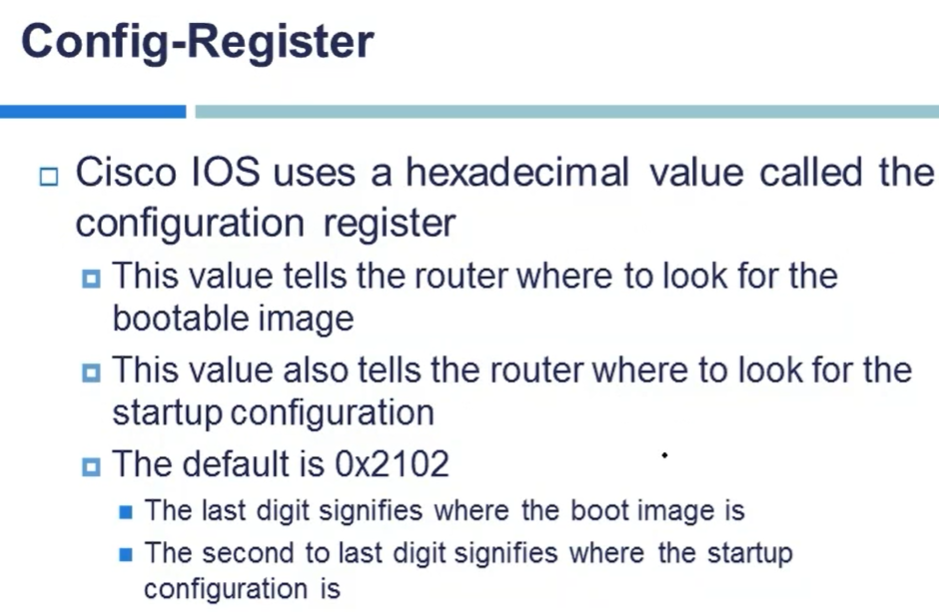 Config-Register
Cisco IOS uses a hexadecimal value called the
configuration register
This value tells the router where to look for the
bootable image
This value also tells the router where to look for the
startup configuration
The default is 0x2102
The last digit signifies where the boot image is
The second to last digit signifies where the startup
configuration is